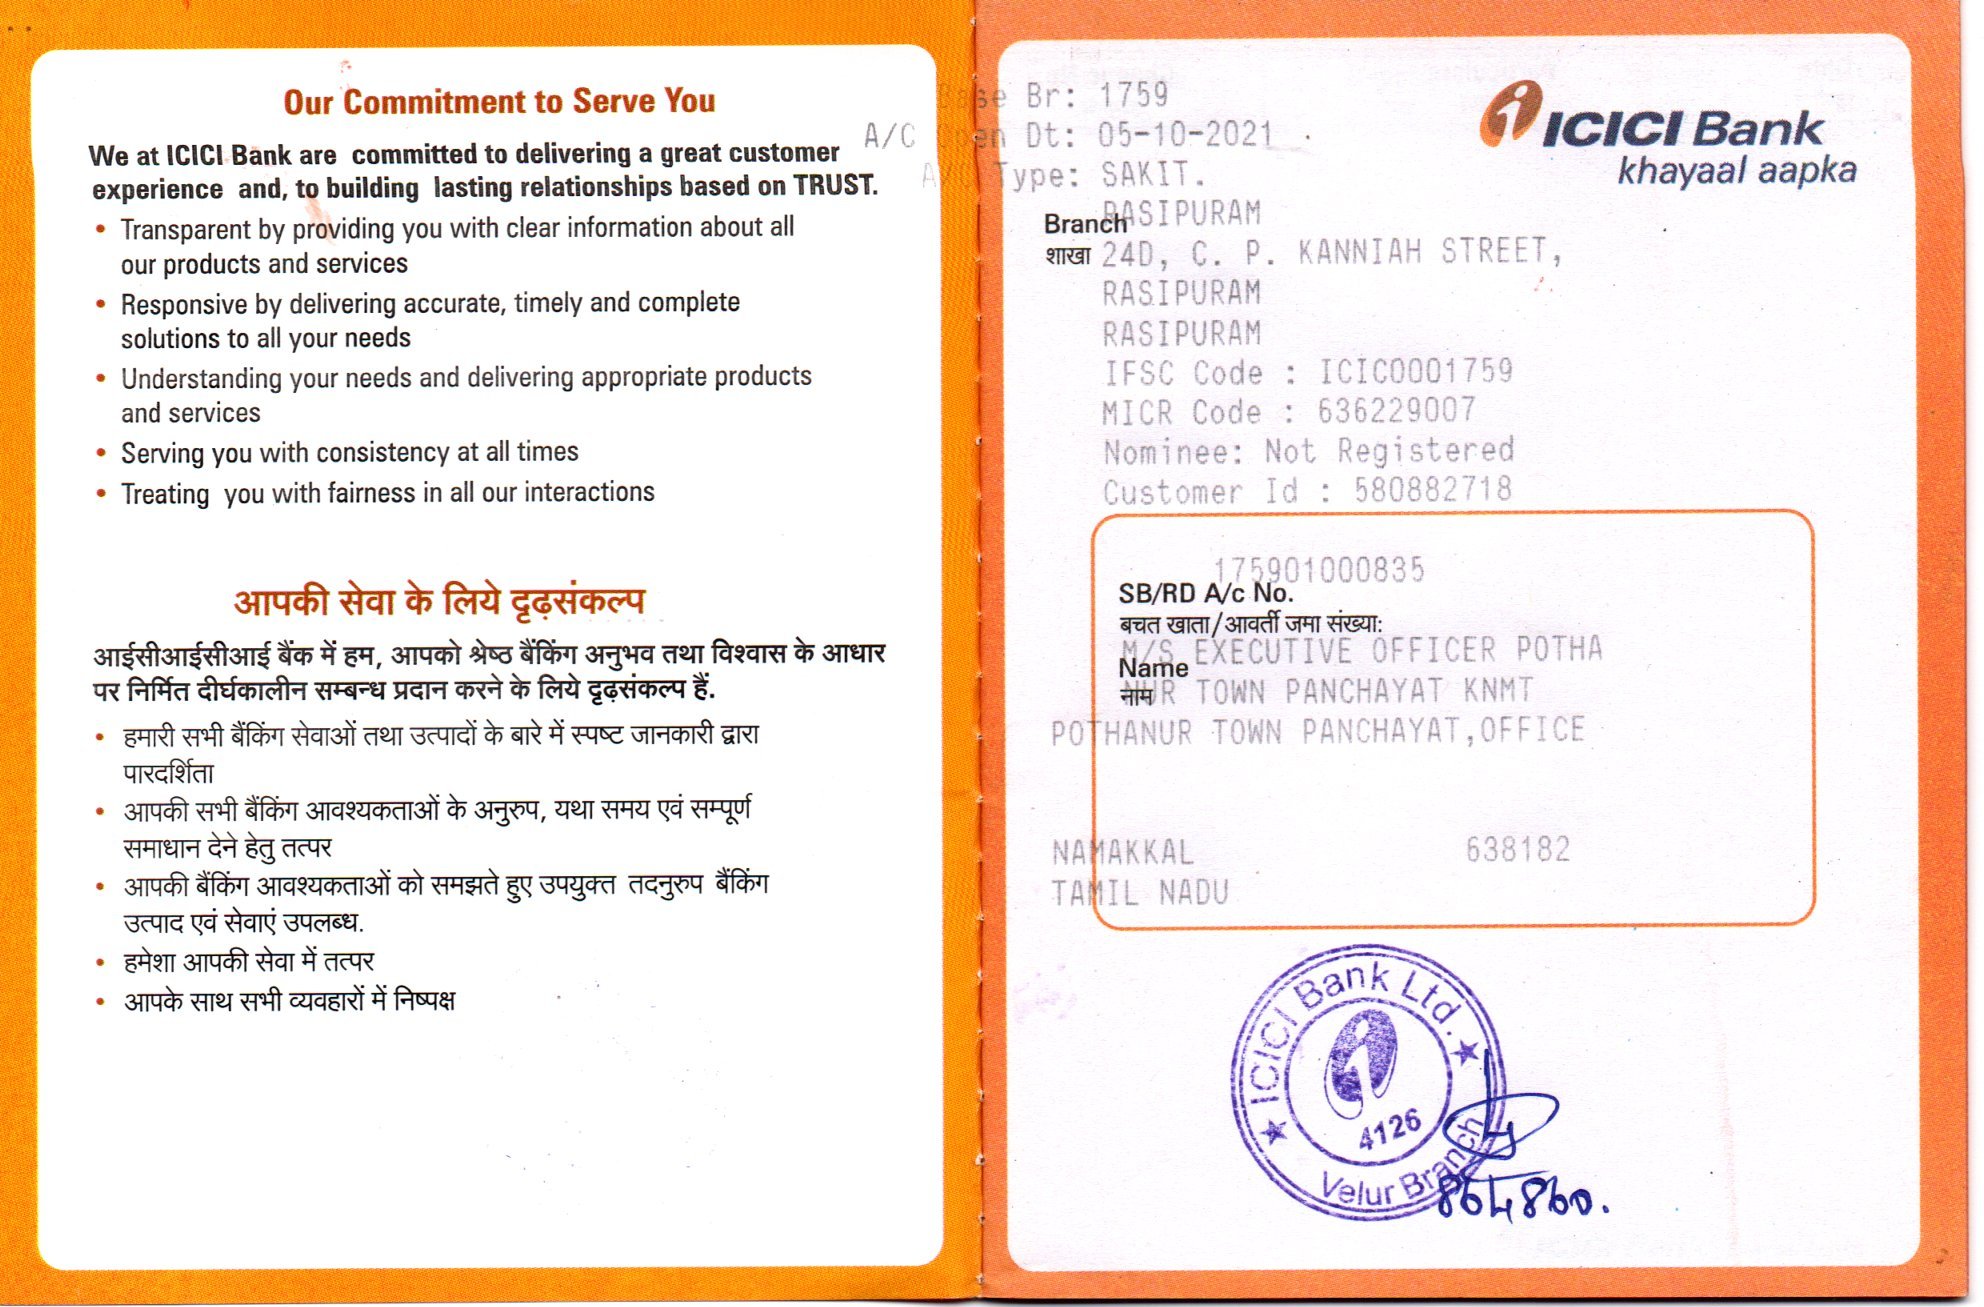 Our Commitment to Serve You
We at ICICI Bank are committed to delivering a great customer
experience and, to building lasting relationships based on TRUST.
• Transparent by providing you with clear information about all
our products and services
• Responsive by delivering accurate, timely and complete
solutions to all your needs
• Understanding your needs and delivering appropriate products
and services
• Serving you with consistency at all times
• Treating you with fairness in all our interactions
आपकी सेवा के लिये दृढ़संकल्प
आईसीआईसीआई बैंक में हम, आपको श्रेष्ठ बैंकिंग अनुभव तथा विश्वास के आधार
पर निर्मित दीर्घकालीन सम्बन्ध प्रदान करने के लिये दृढ़संकल्प हैं.
• हमारी सभी बैंकिंग सेवाओं तथा उत्पादों के बारे में स्पष्ट जानकारी द्वारा
पारदर्शिता
• आपकी सभी बैंकिंग आवश्यकताओं के अनुरुप, यथा समय एवं सम्पूर्ण
समाधान देने हेतु तत्पर
• आपकी बैंकिंग आवश्यकताओं को समझते हुए उपयुक्त तदनुरुप बैंकिंग
उत्पाद एवं सेवाएं उपलब्ध.
• हमेशा आपकी सेवा में तत्पर
• आपके साथ सभी व्यवहारों में निष्पक्ष
Base Br: 1759
A/C Open Dt: 05-10-2021
A/C Type: SAKIT.
ICICI Bank
khayaal aapka
Branch RASIPURAM
शाखा 24D, C. P. KANNIAH STREET,
RASIPURAM
RASIPURAM
IFSC Code : ICIC0001759
MICR Code : 636229007
Nominee: Not Registered
Customer Id : 580882718
175901000835
SB/RD A/c No.
बचत खाता/आवर्ती जमा संख्या:
M/S EXECUTIVE OFFICER POTHA
Name
नाम NUR TOWN PANCHAYAT KNMT
POTHANUR TOWN PANCHAYAT,OFFICE
NAMAKKAL 638182
TAMIL NADU
ICICI Bank Ltd.
4126
Velur Branch
864860.